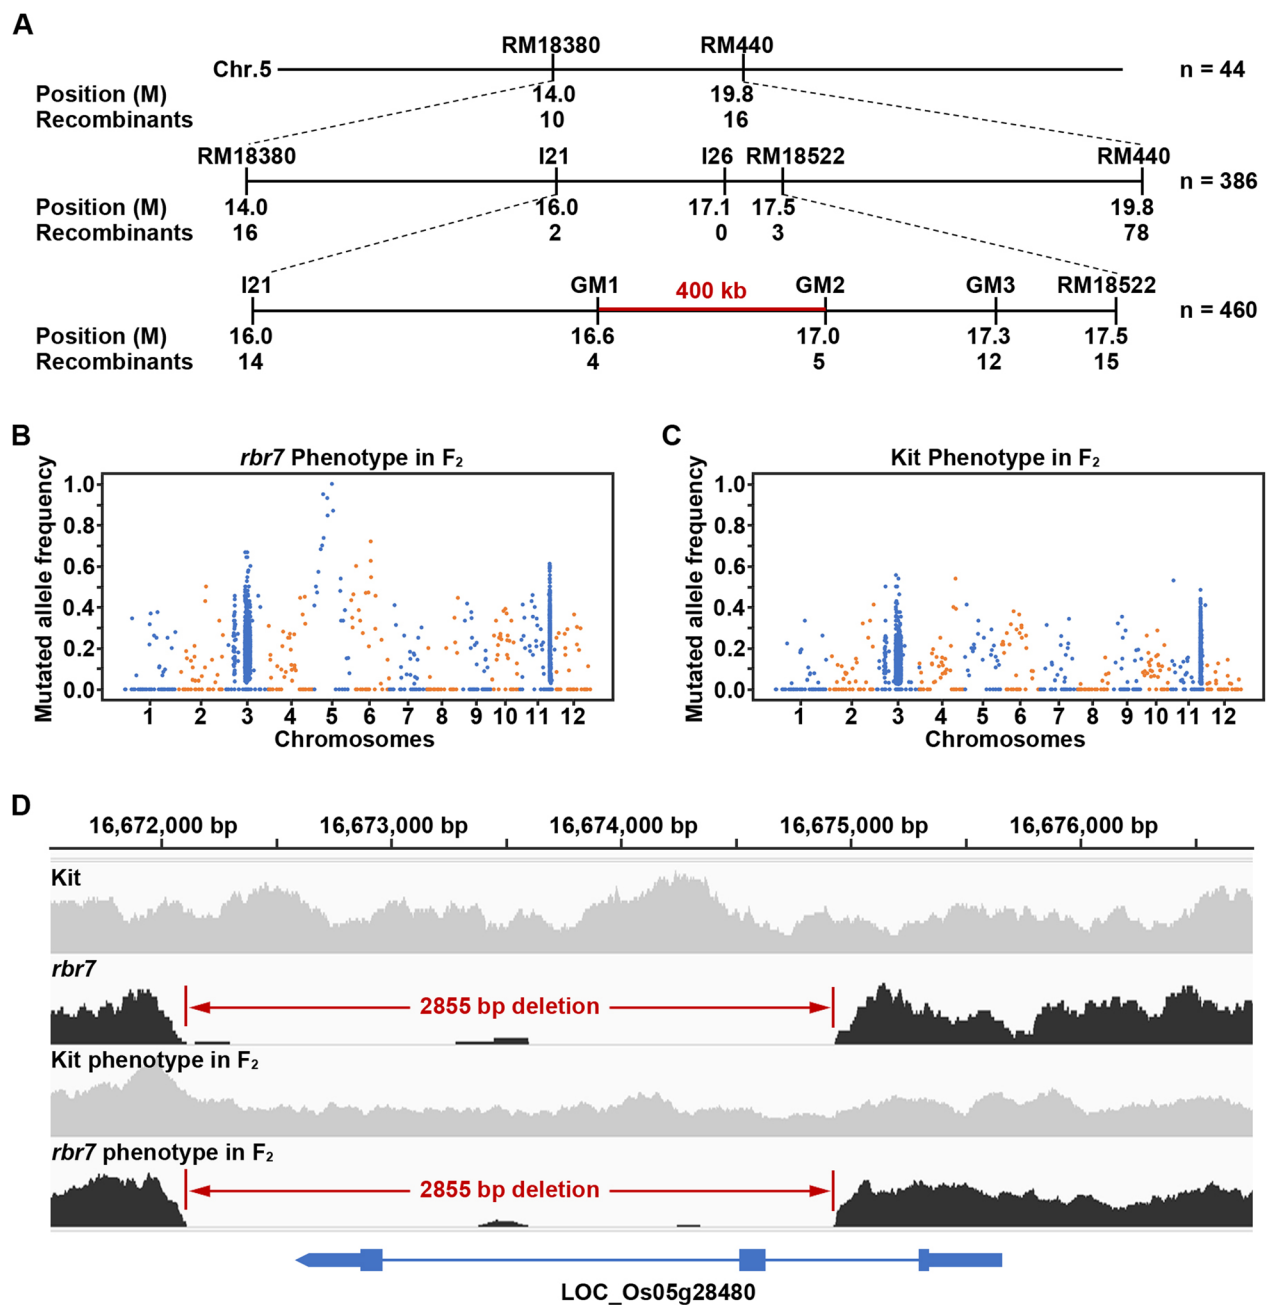 A
RM18380 RM440
Chr.5 n = 44
Position (M) 14.0 19.8
Recombinants 10 16
RM18380 I21 I26 RM18522 RM440
n = 386
Position (M) 14.0 16.0 17.1 17.5 19.8
Recombinants 16 2 0 3 78
I21 GM1 400 kb GM2 GM3 RM18522
n = 460
Position (M) 16.0 16.6 17.0 17.3 17.5
Recombinants 14 4 5 12 15
B
rbr7 Phenotype in F₂
Mutated allele frequency
1.0
0.8
0.6
0.4
0.2
0.0
1 2 3 4 5 6 7 8 9 10 11 12
Chromosomes
C
Kit Phenotype in F₂
Mutated allele frequency
1.0
0.8
0.6
0.4
0.2
0.0
1 2 3 4 5 6 7 8 9 10 11 12
Chromosomes
D
16,672,000 bp 16,673,000 bp 16,674,000 bp 16,675,000 bp 16,676,000 bp
Kit
rbr7
2855 bp deletion
Kit phenotype in F₂
rbr7 phenotype in F₂
2855 bp deletion
LOC_Os05g28480